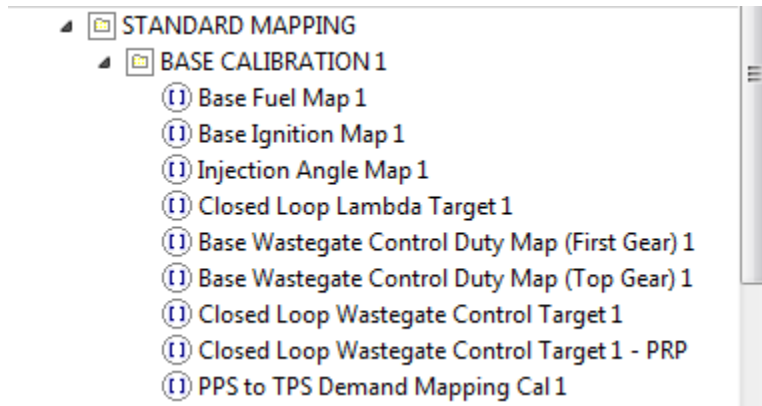 STANDARD MAPPING
BASE CALIBRATION 1
Base Fuel Map 1
Base Ignition Map 1
Injection Angle Map 1
Closed Loop Lambda Target 1
Base Wastegate Control Duty Map (First Gear) 1
Base Wastegate Control Duty Map (Top Gear) 1
Closed Loop Wastegate Control Target 1
Closed Loop Wastegate Control Target 1 - PRP
PPS to TPS Demand Mapping Cal 1